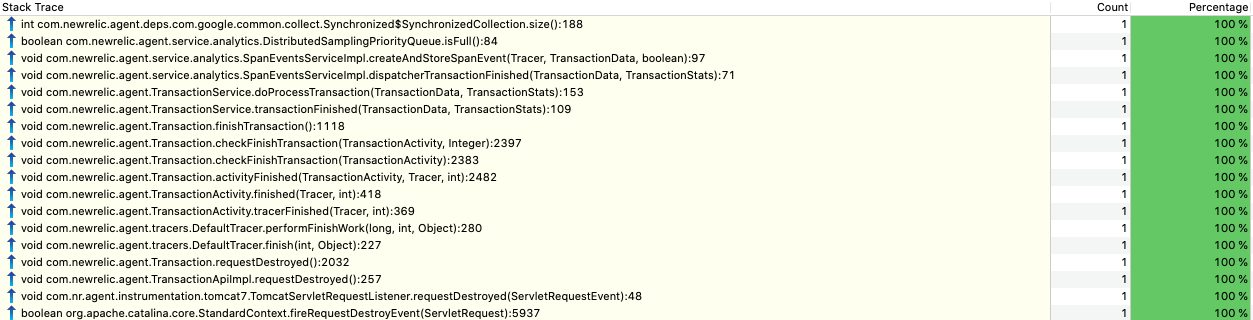 Stack Trace Count Percentage
int com.newrelic.agent.deps.com.google.common.collect.Synchronized$SynchronizedCollection.size():188 1 100 %
boolean com.newrelic.agent.service.analytics.DistributedSamplingPriorityQueue.isFull():84 1 100 %
void com.newrelic.agent.service.analytics.SpanEventsServiceImpl.createAndStoreSpanEvent(Tracer, TransactionData, boolean):97 1 100 %
void com.newrelic.agent.service.analytics.SpanEventsServiceImpl.dispatcherTransactionFinished(TransactionData, TransactionStats):71 1 100 %
void com.newrelic.agent.TransactionService.doProcessTransaction(TransactionData, TransactionStats):153 1 100 %
void com.newrelic.agent.TransactionService.transactionFinished(TransactionData, TransactionStats):109 1 100 %
void com.newrelic.agent.Transaction.finishTransaction():1118 1 100 %
void com.newrelic.agent.Transaction.checkFinishTransaction(TransactionActivity, Integer):2397 1 100 %
void com.newrelic.agent.Transaction.checkFinishTransaction(TransactionActivity):2383 1 100 %
void com.newrelic.agent.Transaction.activityFinished(TransactionActivity, Tracer, int):2482 1 100 %
void com.newrelic.agent.TransactionActivity.finished(Tracer, int):418 1 100 %
void com.newrelic.agent.TransactionActivity.tracerFinished(Tracer, int):369 1 100 %
void com.newrelic.agent.tracers.DefaultTracer.performFinishWork(long, int, Object):280 1 100 %
void com.newrelic.agent.tracers.DefaultTracer.finish(int, Object):227 1 100 %
void com.newrelic.agent.Transaction.requestDestroyed():2032 1 100 %
void com.newrelic.agent.TransactionApiImpl.requestDestroyed():257 1 100 %
void com.nr.agent.instrumentation.tomcat7.TomcatServletRequestListener.requestDestroyed(ServletRequestEvent):48 1 100 %
boolean org.apache.catalina.core.StandardContext.fireRequestDestroyEvent(ServletRequest):5937 1 100 %